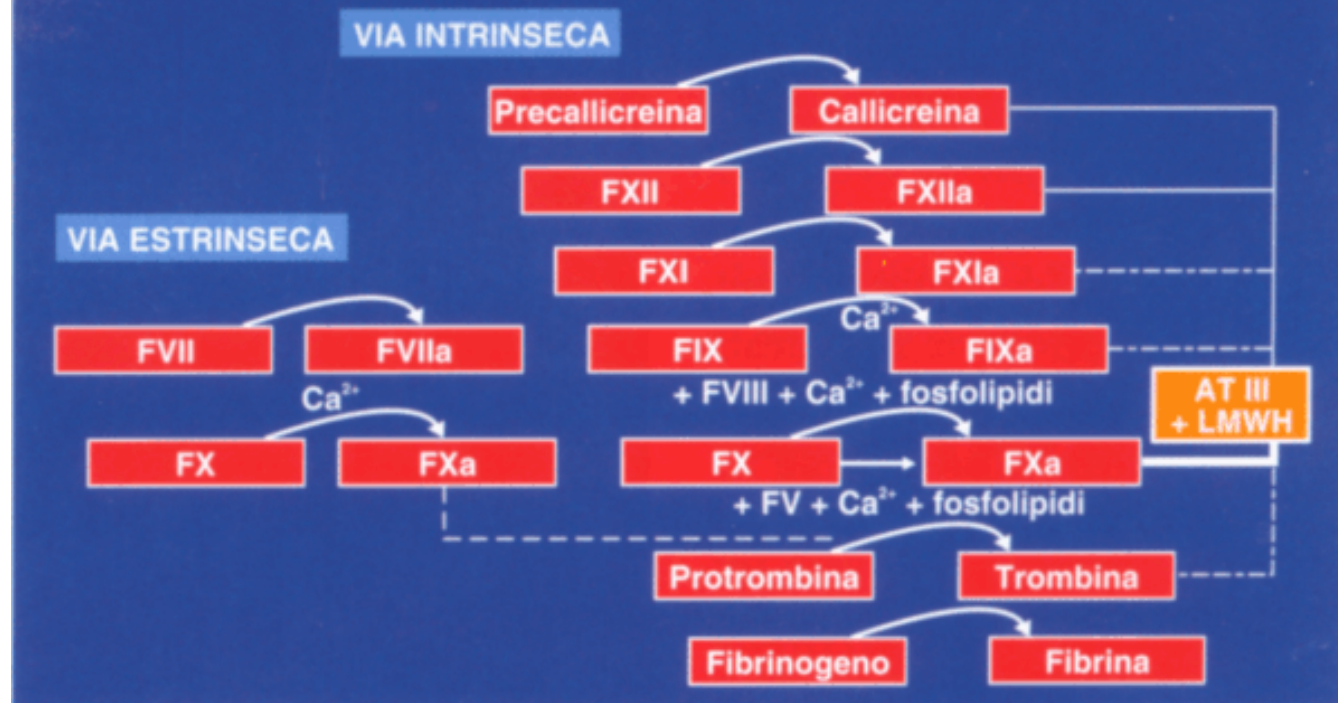 VIA INTRINSECA
Precallicreina Callicreina
FXII FXIIa
VIA ESTRINSECA
FXI FXIa
Ca²⁺
FVII FVIIa FIX FIXa
+ FVIII + Ca²⁺ + fosfolipidi
AT III
+ LMWH
Ca²⁺
FX FXa FX FXa
+ FV + Ca²⁺ + fosfolipidi
Protrombina Trombina
Fibrinogeno Fibrina